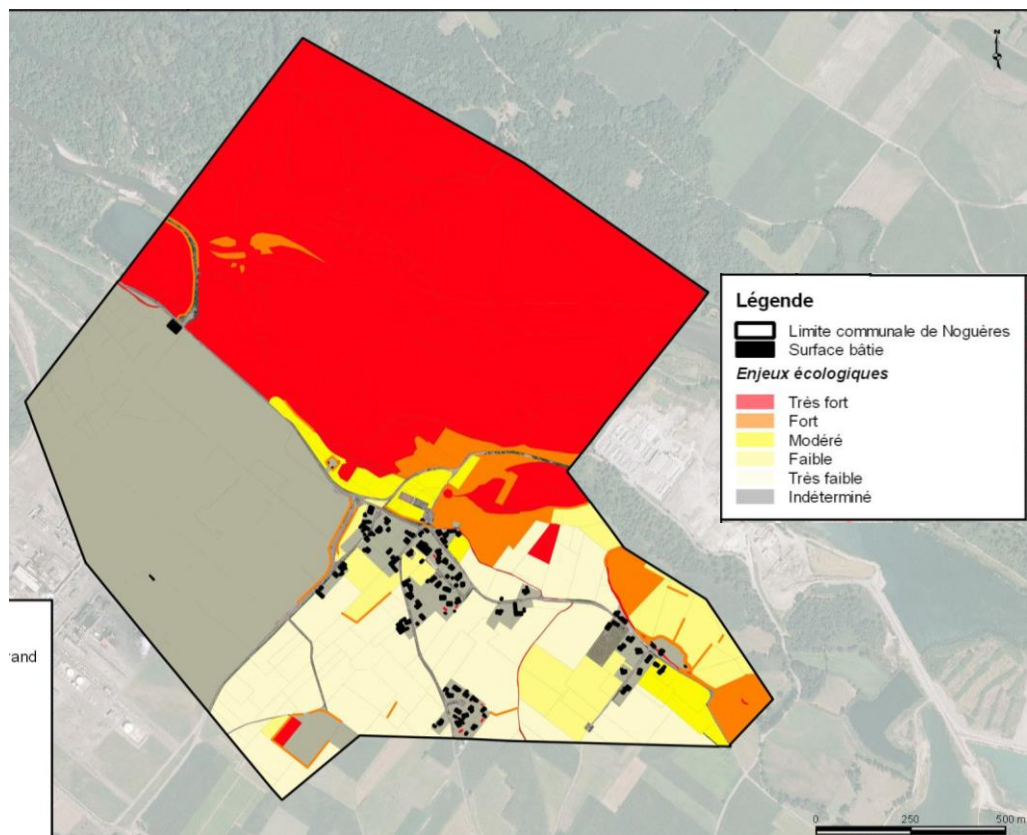 N
Légende
Limite communale de Noguères
Surface bâtie
Enjeux écologiques
Très fort
Fort
Modéré
Faible
Très faible
Indéterminé
rand
0 250 500 m